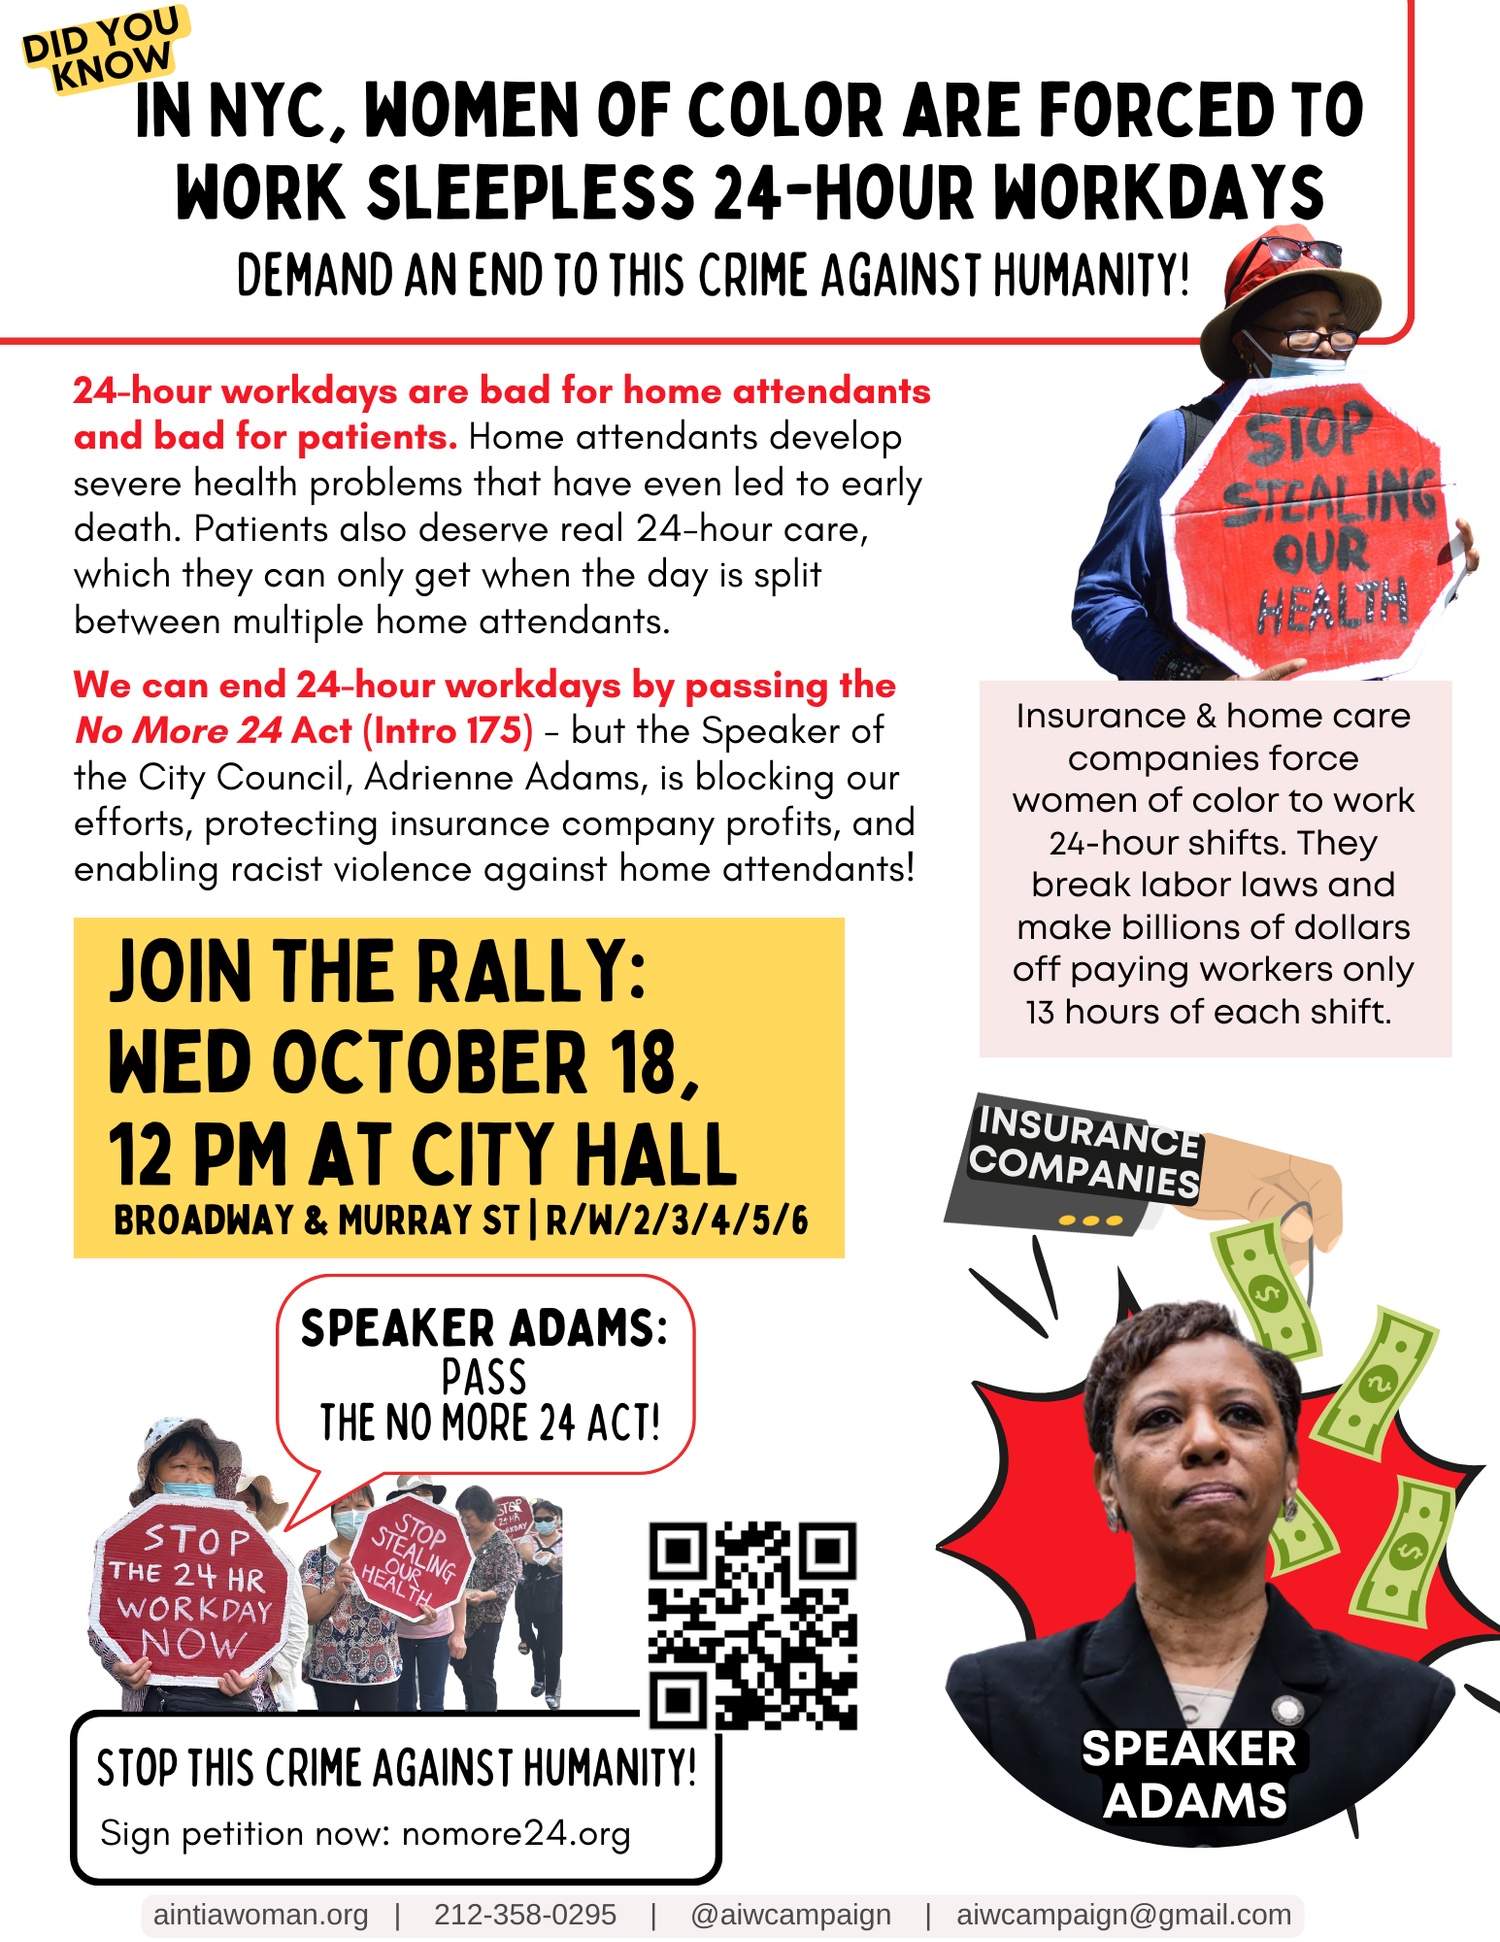 DID YOU
KNOW
IN NYC, WOMEN OF COLOR ARE FORCED TO
WORK SLEEPLESS 24-HOUR WORKDAYS
DEMAND AN END TO THIS CRIME AGAINST HUMANITY!
24-hour workdays are bad for home attendants
and bad for patients. Home attendants develop
severe health problems that have even led to early
death. Patients also deserve real 24-hour care,
which they can only get when the day is split
between multiple home attendants.
We can end 24-hour workdays by passing the
No More 24 Act (Intro 175) - but the Speaker of
the City Council, Adrienne Adams, is blocking our
efforts, protecting insurance company profits, and
enabling racist violence against home attendants!
STOP
STEALING
OUR
HEALTH
Insurance & home care
companies force
women of color to work
24-hour shifts. They
break labor laws and
make billions of dollars
off paying workers only
13 hours of each shift.
JOIN THE RALLY:
WED OCTOBER 18,
12 PM AT CITY HALL
BROADWAY & MURRAY ST | R/W/2/3/4/5/6
INSURANCE
COMPANIES
SPEAKER ADAMS:
PASS
THE NO MORE 24 ACT!
STOP
THE 24 HR
WORKDAY
NOW
STOP
STEALING
OUR
HEALTH
STOP
24 HR
WORKDAY
SPEAKER
ADAMS
STOP THIS CRIME AGAINST HUMANITY!
Sign petition now: nomore24.org
aintiawoman.org | 212-358-0295 | @aiwcampaign | aiwcampaign@gmail.com